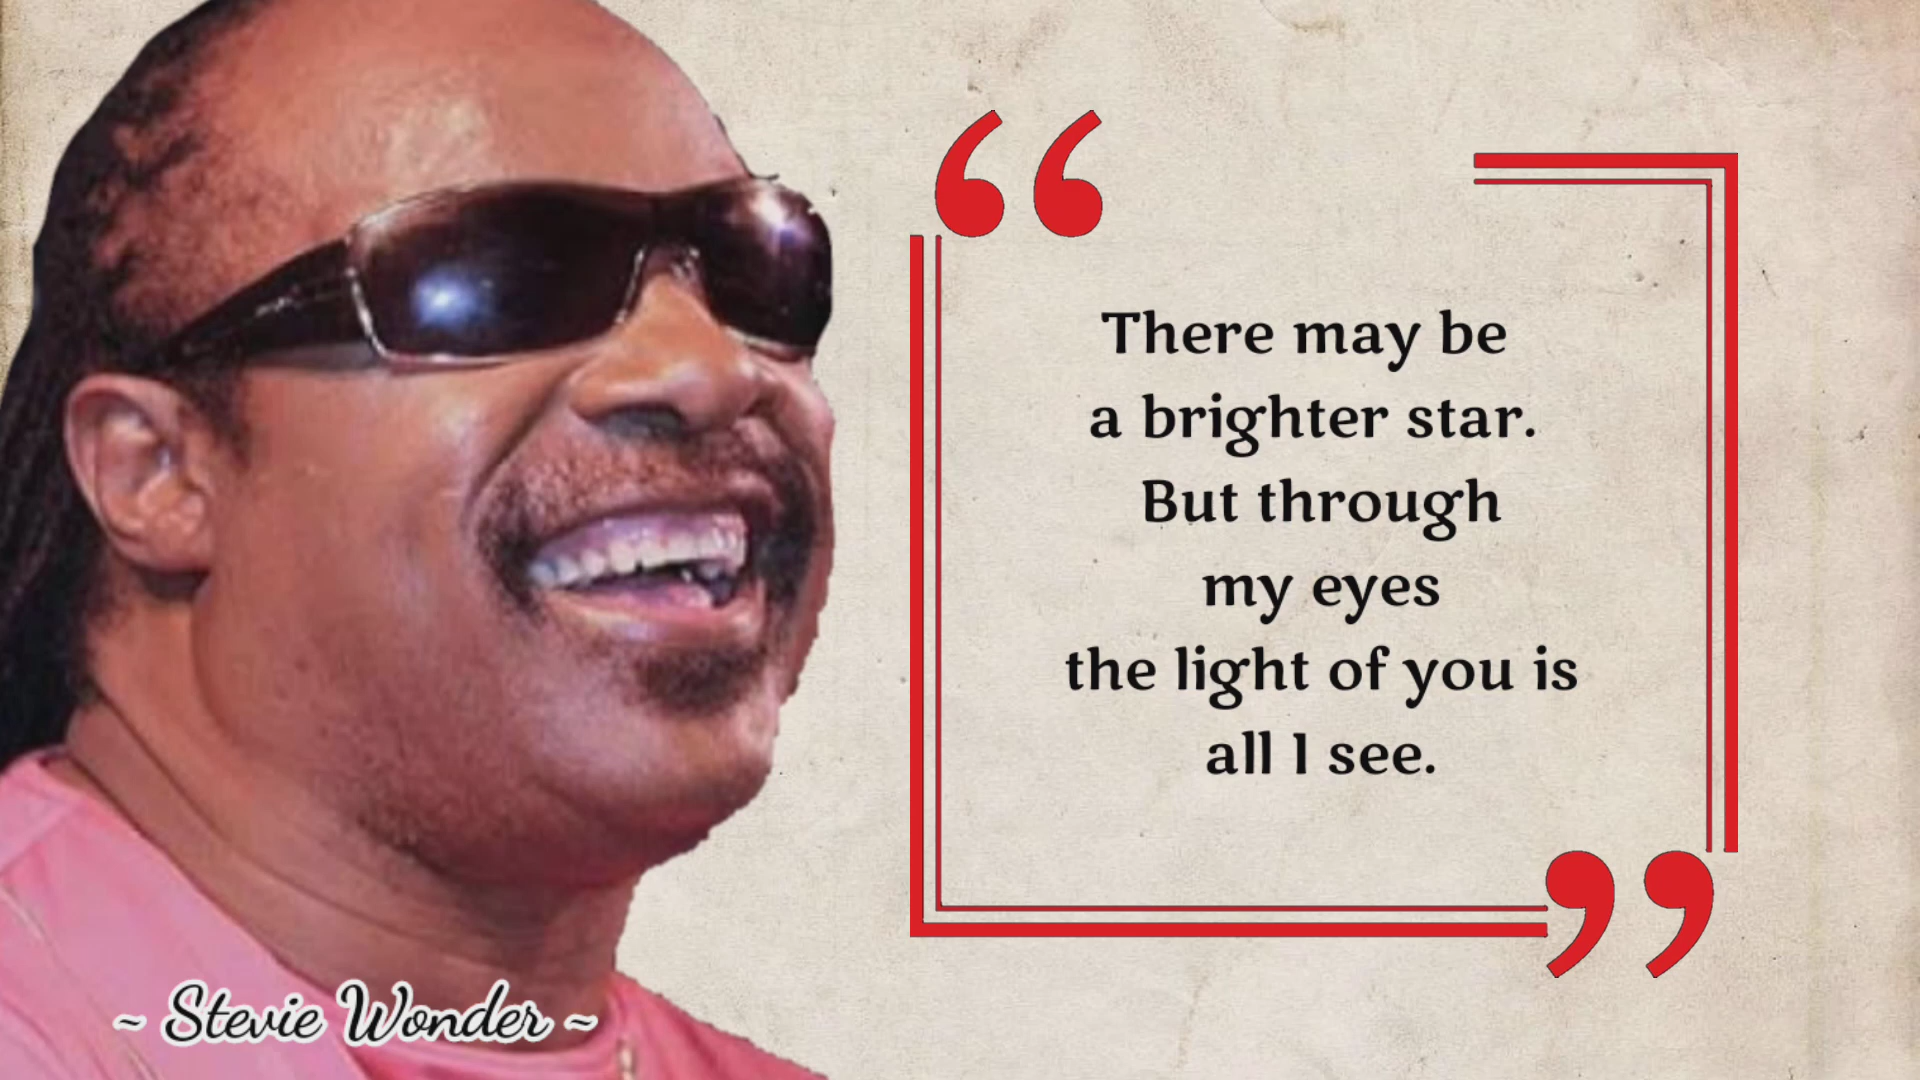 There may be
a brighter star.
But through
my eyes
the light of you is
all I see.
~ Stevie Wonder ~